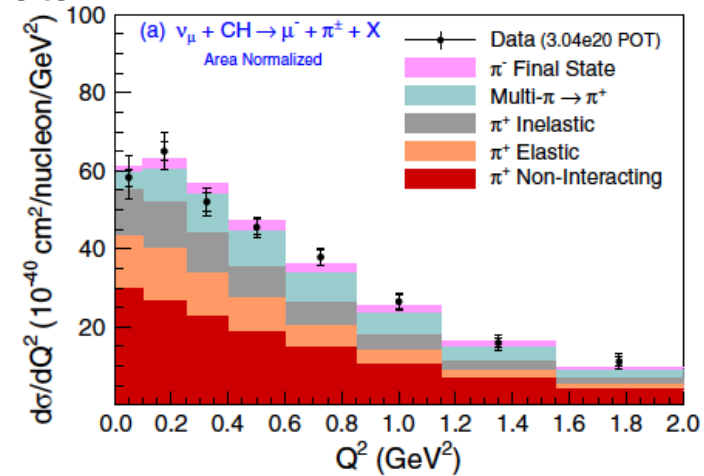 (a) νμ + CH → μ⁻ + π± + X
Area Normalized
Data (3.04e20 POT)
π⁻ Final State
Multi-π → π⁺
π⁺ Inelastic
π⁺ Elastic
π⁺ Non-Interacting
dσ/dQ² (10⁻⁴⁰ cm²/nucleon/GeV²)
100
80
60
40
20
0.0 0.2 0.4 0.6 0.8 1.0 1.2 1.4 1.6 1.8 2.0
Q² (GeV²)